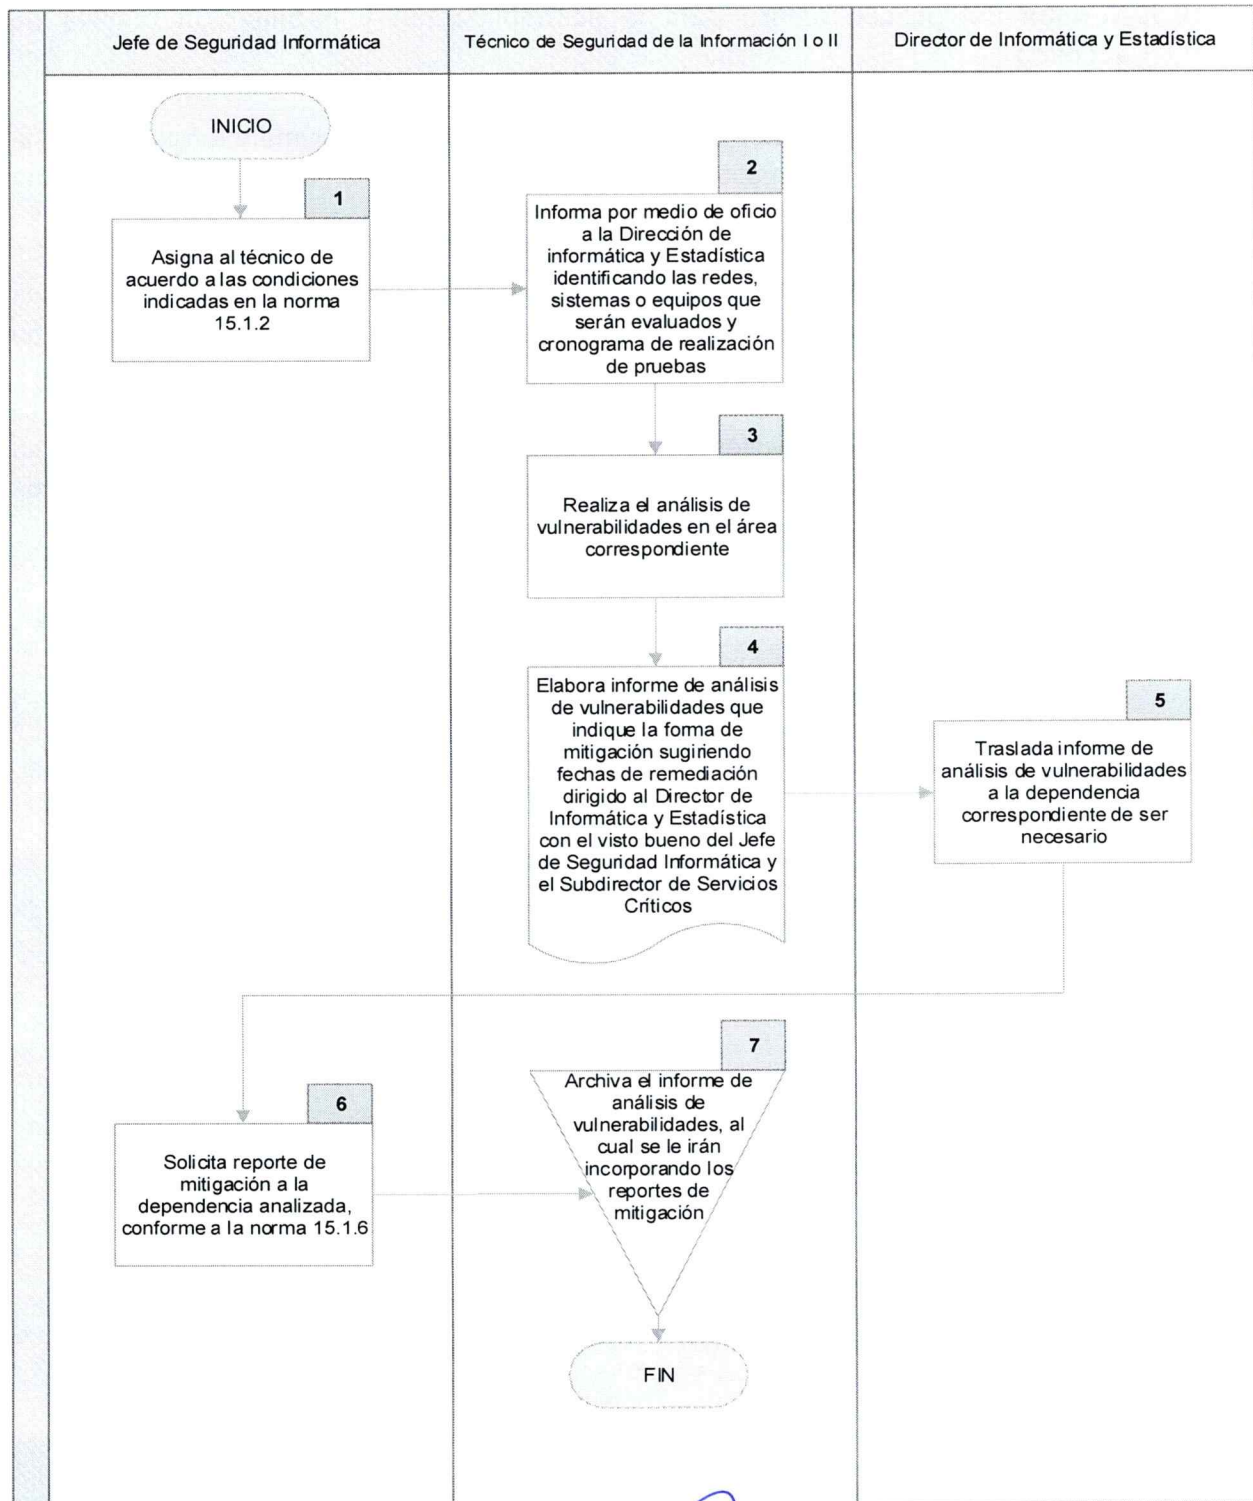 Jefe de Seguridad Informática
Técnico de Seguridad de la Información I o II
Director de Informática y Estadística
INICIO
1
Asigna al técnico de
acuerdo a las condiciones
indicadas en la norma
15.1.2
2
Informa por medio de oficio
a la Dirección de
informática y Estadística
identificando las redes,
sistemas o equipos que
serán evaluados y
cronograma de realización
de pruebas
3
Realiza el análisis de
vulnerabilidades en el área
correspondiente
4
Elabora informe de análisis
de vulnerabilidades que
indique la forma de
mitigación sugiriendo
fechas de remediación
dirigido al Director de
Informática y Estadística
con el visto bueno del Jefe
de Seguridad Informática y
el Subdirector de Servicios
Críticos
5
Traslada informe de
análisis de vulnerabilidades
a la dependencia
correspondiente de ser
necesario
6
Solicita reporte de
mitigación a la
dependencia analizada,
conforme a la norma 15.1.6
7
Archiva el informe de
análisis de
vulnerabilidades, al
cual se le irán
incorporando los
reportes de
mitigación
FIN